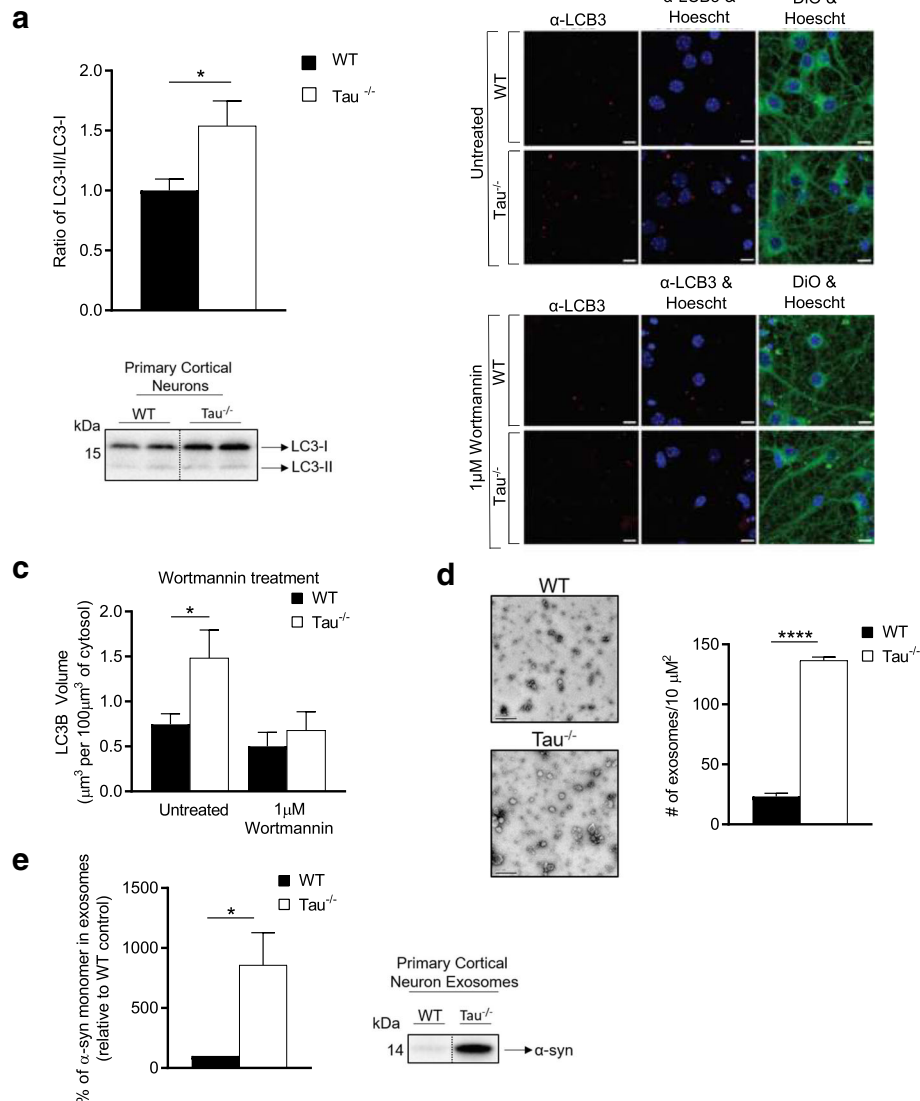 a
Ratio of LC3-II/LC3-I
2.0
1.5
1.0
0.5
0.0
*
WT
Tau -/-
Primary Cortical
Neurons
WT Tau-/-
kDa
15
LC3-I
LC3-II
α-LCB3 α-LCB3 & DiO &
Hoescht Hoescht
Untreated
WT
Tau-/-
α-LCB3 α-LCB3 & DiO &
Hoescht Hoescht
1μM Wortmannin
WT
Tau-/-
c
Wortmannin treatment
WT
Tau-/-
LC3B Volume
(μm3 per 100μm3 of cytosol)
2.0
1.5
1.0
0.5
0.0
*
Untreated 1μM
Wortmannin
d
WT
Tau-/-
# of exosomes/10 μM2
150
100
50
0
****
WT
Tau-/-
e
% of α-syn monomer in exosomes
(relative to WT control)
1500
1000
500
0
*
WT
Tau-/-
Primary Cortical
Neuron Exosomes
WT Tau-/-
kDa
14
α-syn